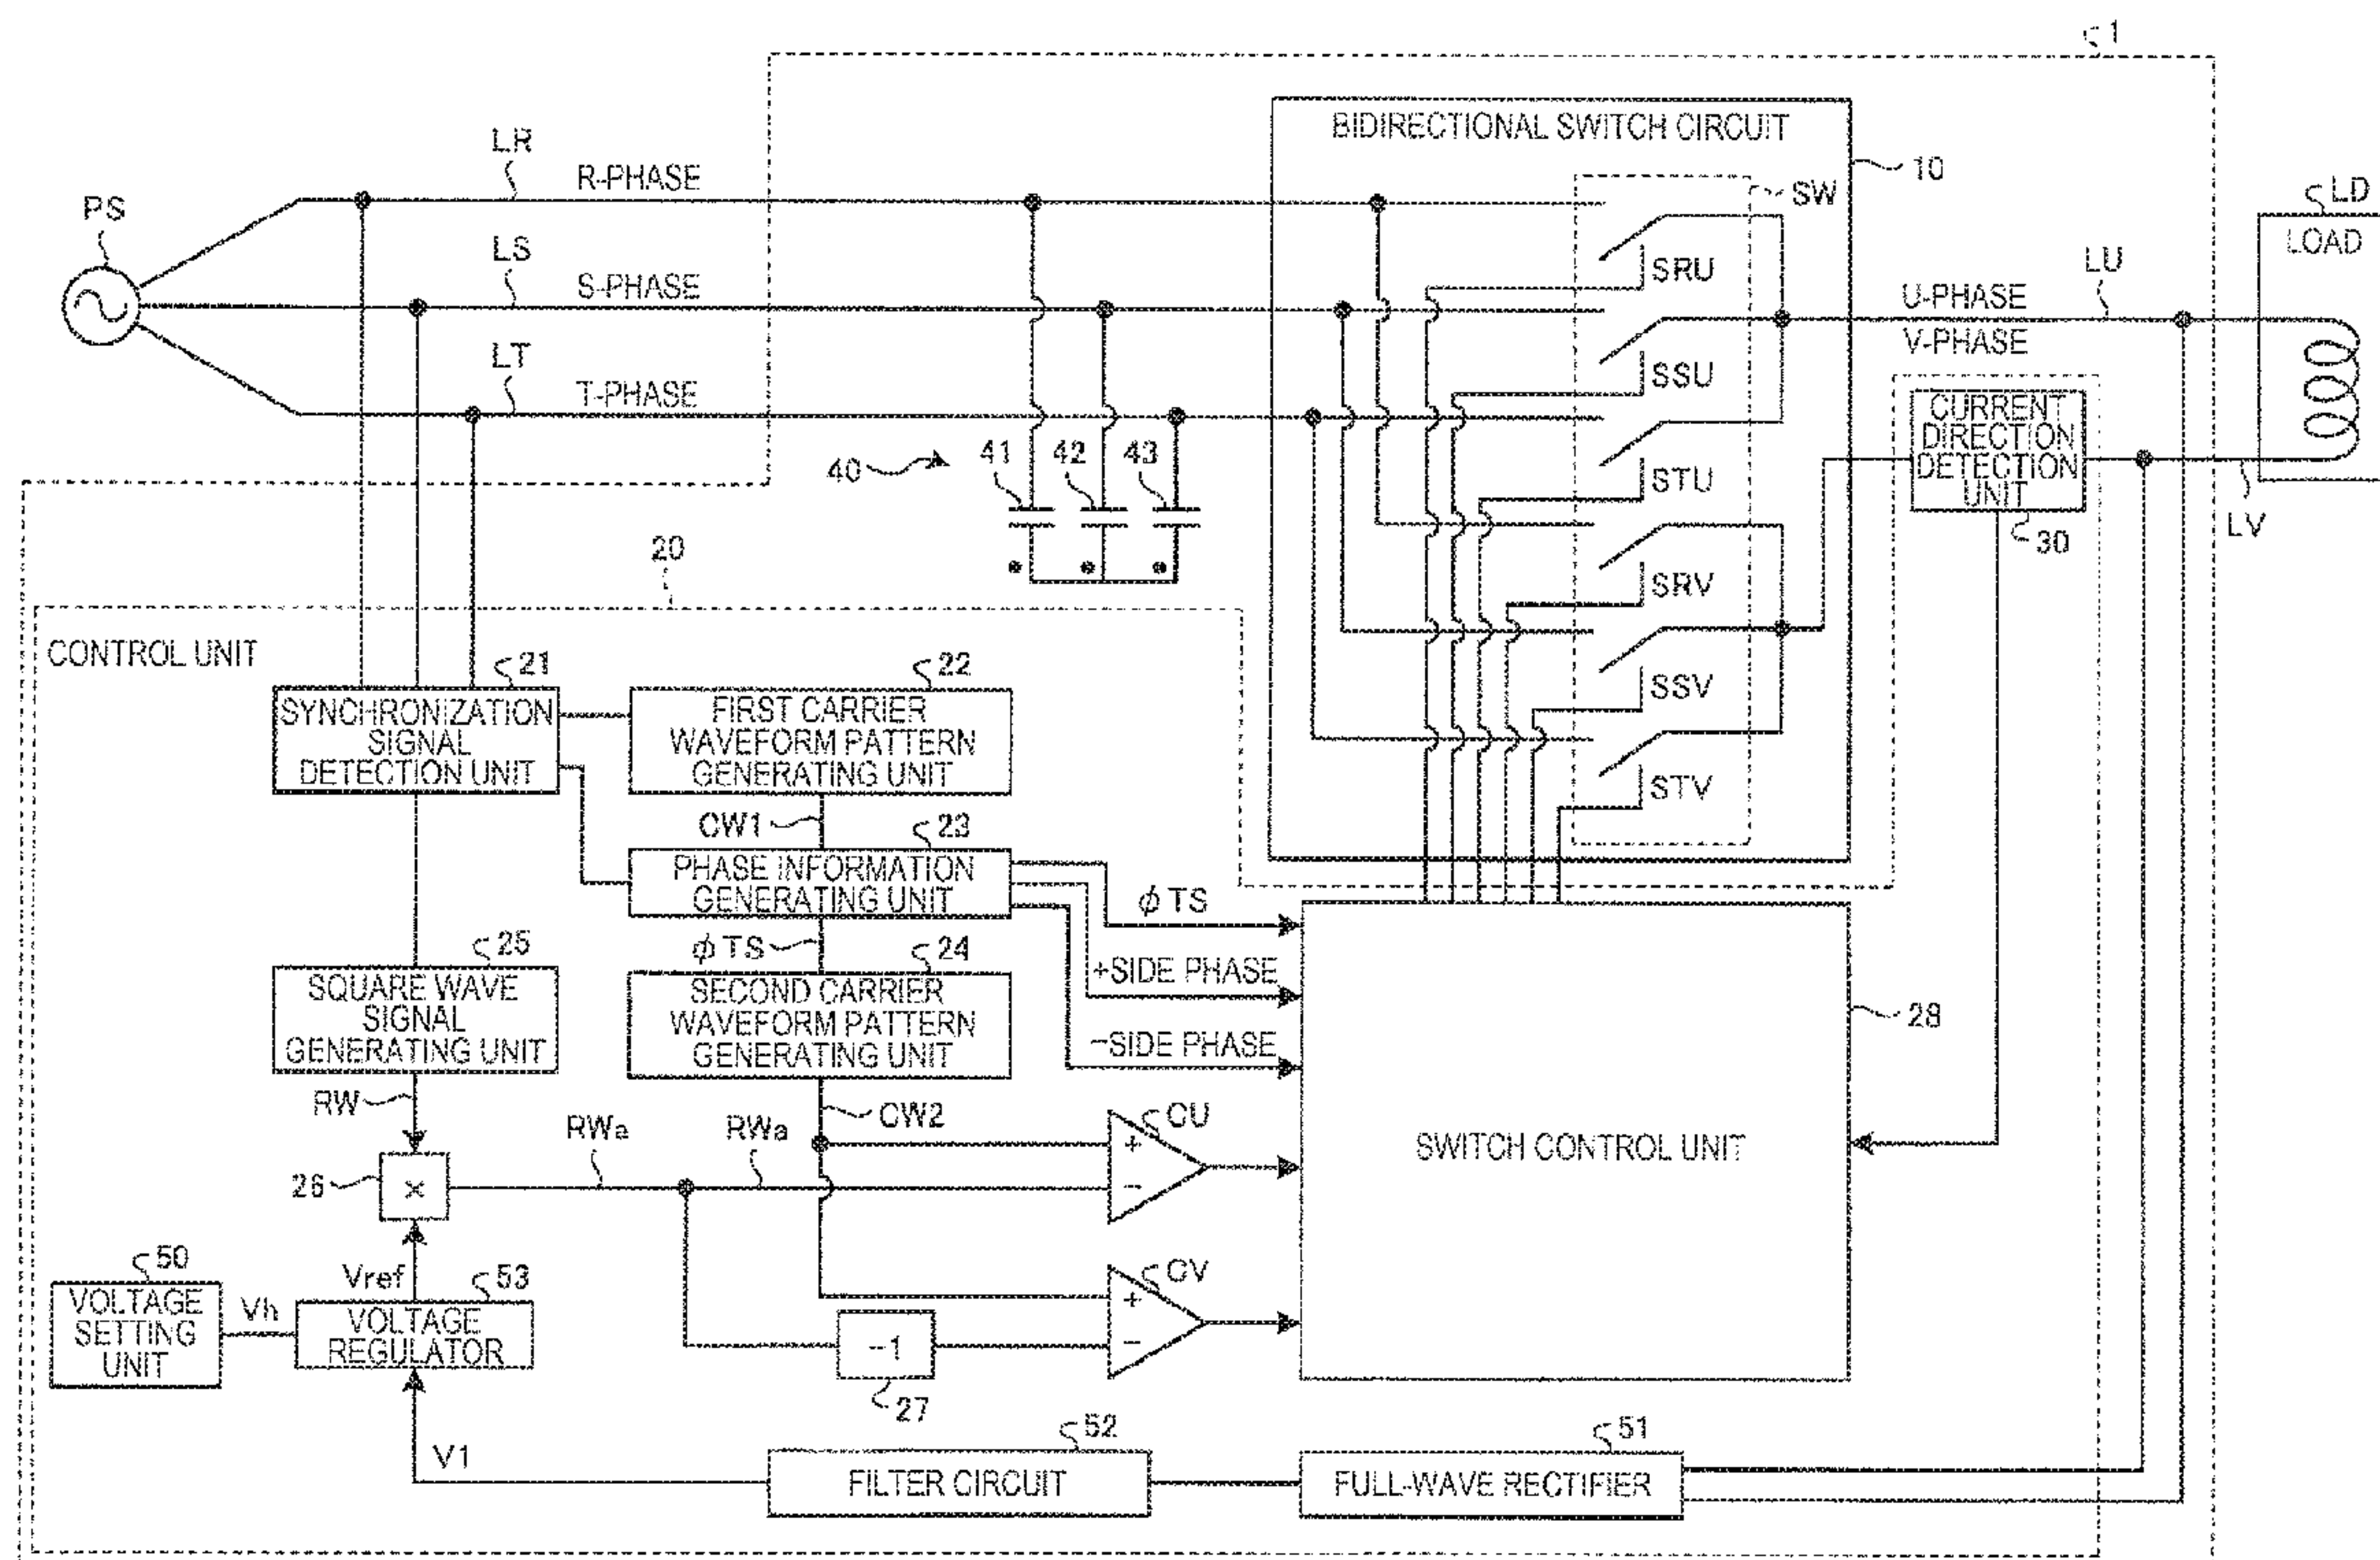 1
BIDIRECTIONAL SWITCH CIRCUIT
10
LR
R-PHASE
PS
SW
LD
LOAD
SRU
LS
S-PHASE
LU
U-PHASE
V-PHASE
LT
T-PHASE
SSU
CURRENT
DIRECTION
DETECTION
UNIT
40
41
42
43
STU
LV
30
20
SRV
CONTROL UNIT
21
22
SSV
SYNCHRONIZATION
SIGNAL
DETECTION UNIT
FIRST CARRIER
WAVEFORM PATTERN
GENERATING UNIT
STV
CW1
23
PHASE INFORMATION
GENERATING UNIT
ϕTS
ϕTS
25
24
+SIDE PHASE
SQUARE WAVE
SIGNAL
GENERATING UNIT
SECOND CARRIER
WAVEFORM PATTERN
GENERATING UNIT
28
−SIDE PHASE
RW
CW2
CU
RWa
RWa
+
−
SWITCH CONTROL UNIT
26
×
50
Vref
53
CV
VOLTAGE
SETTING
UNIT
Vh
VOLTAGE
REGULATOR
+
−
−1
27
52
51
V1
FILTER CIRCUIT
FULL-WAVE RECTIFIER